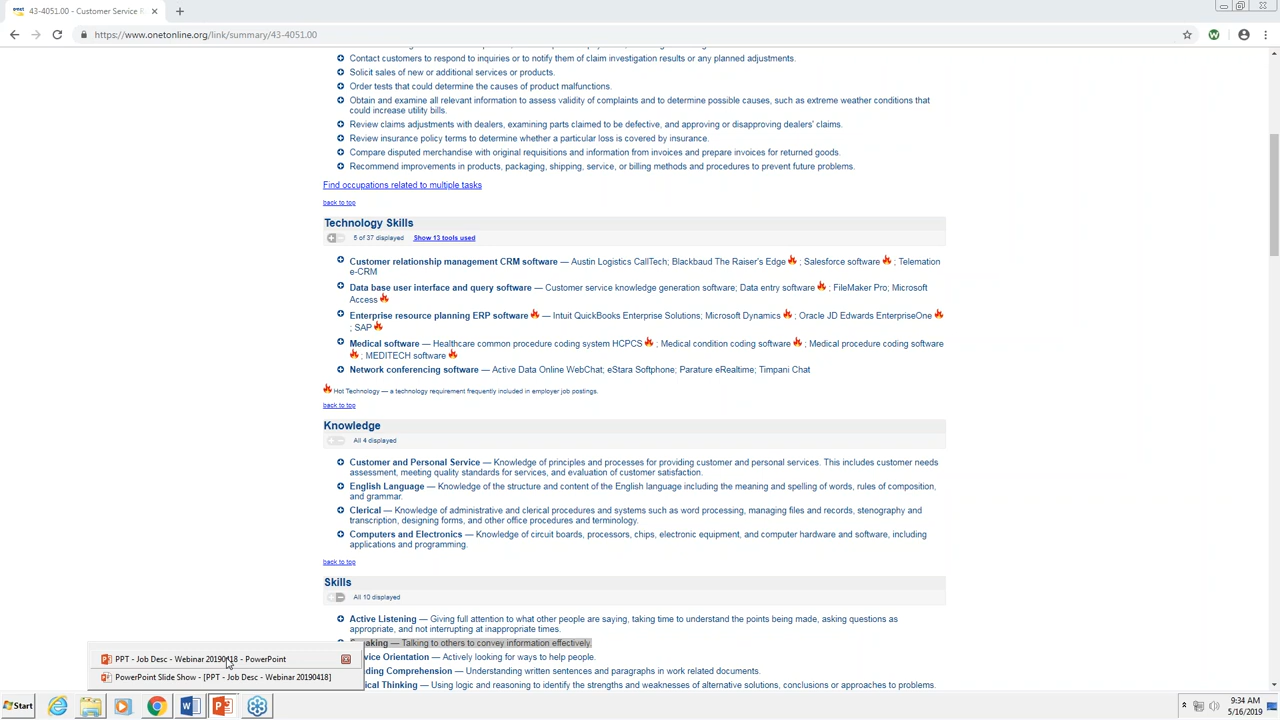 43-4051.00 - Customer Service R
https://www.onetonline.org/link/summary/43-4051.00
Contact customers to respond to inquiries or to notify them of claim investigation results or any planned adjustments.
Solicit sales of new or additional services or products.
Order tests that could determine the causes of product malfunctions.
Obtain and examine all relevant information to assess validity of complaints and to determine possible causes, such as extreme weather conditions that
could increase utility bills.
Review claims adjustments with dealers, examining parts claimed to be defective, and approving or disapproving dealers' claims.
Review insurance policy terms to determine whether a particular loss is covered by insurance.
Compare disputed merchandise with original requisitions and information from invoices and prepare invoices for returned goods.
Recommend improvements in products, packaging, shipping, service, or billing methods and procedures to prevent future problems.
Find occupations related to multiple tasks
back to top
Technology Skills
5 of 37 displayed Show 13 tools used
Customer relationship management CRM software — Austin Logistics CallTech; Blackbaud The Raiser's Edge ; Salesforce software ; Telemation
e-CRM
Data base user interface and query software — Customer service knowledge generation software; Data entry software ; FileMaker Pro; Microsoft
Access
Enterprise resource planning ERP software — Intuit QuickBooks Enterprise Solutions; Microsoft Dynamics ; Oracle JD Edwards EnterpriseOne
; SAP
Medical software — Healthcare common procedure coding system HCPCS ; Medical condition coding software ; Medical procedure coding software
; MEDITECH software
Network conferencing software — Active Data Online WebChat; eStara Softphone; Parature eRealtime; Timpani Chat
Hot Technology — a technology requirement frequently included in employer job postings.
back to top
Knowledge
All 4 displayed
Customer and Personal Service — Knowledge of principles and processes for providing customer and personal services. This includes customer needs
assessment, meeting quality standards for services, and evaluation of customer satisfaction.
English Language — Knowledge of the structure and content of the English language including the meaning and spelling of words, rules of composition,
and grammar.
Clerical — Knowledge of administrative and clerical procedures and systems such as word processing, managing files and records, stenography and
transcription, designing forms, and other office procedures and terminology.
Computers and Electronics — Knowledge of circuit boards, processors, chips, electronic equipment, and computer hardware and software, including
applications and programming.
back to top
Skills
All 10 displayed
Active Listening — Giving full attention to what other people are saying, taking time to understand the points being made, asking questions as
appropriate, and not interrupting at inappropriate times.
eaking — Talking to others to convey information effectively.
vice Orientation — Actively looking for ways to help people.
ding Comprehension — Understanding written sentences and paragraphs in work related documents.
ical Thinking — Using logic and reasoning to identify the strengths and weaknesses of alternative solutions, conclusions or approaches to problems.
PPT - Job Desc - Webinar 20190418 - PowerPoint
PowerPoint Slide Show - [PPT - Job Desc - Webinar 20190418]
Start
9:34 AM
5/16/2019